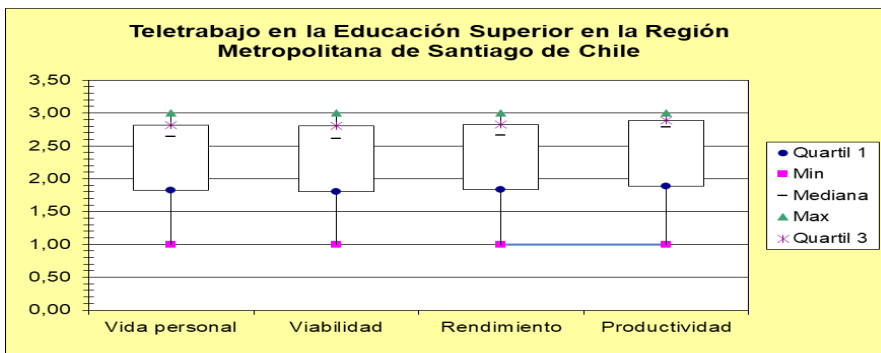 Teletrabajo en la Educación Superior en la Región
Metropolitana de Santiago de Chile
3,50
3,00
2,50
2,00
1,50
1,00
0,50
0,00
Vida personal
Viabilidad
Rendimiento
Productividad
Quartil 1
Min
Mediana
Max
Quartil 3